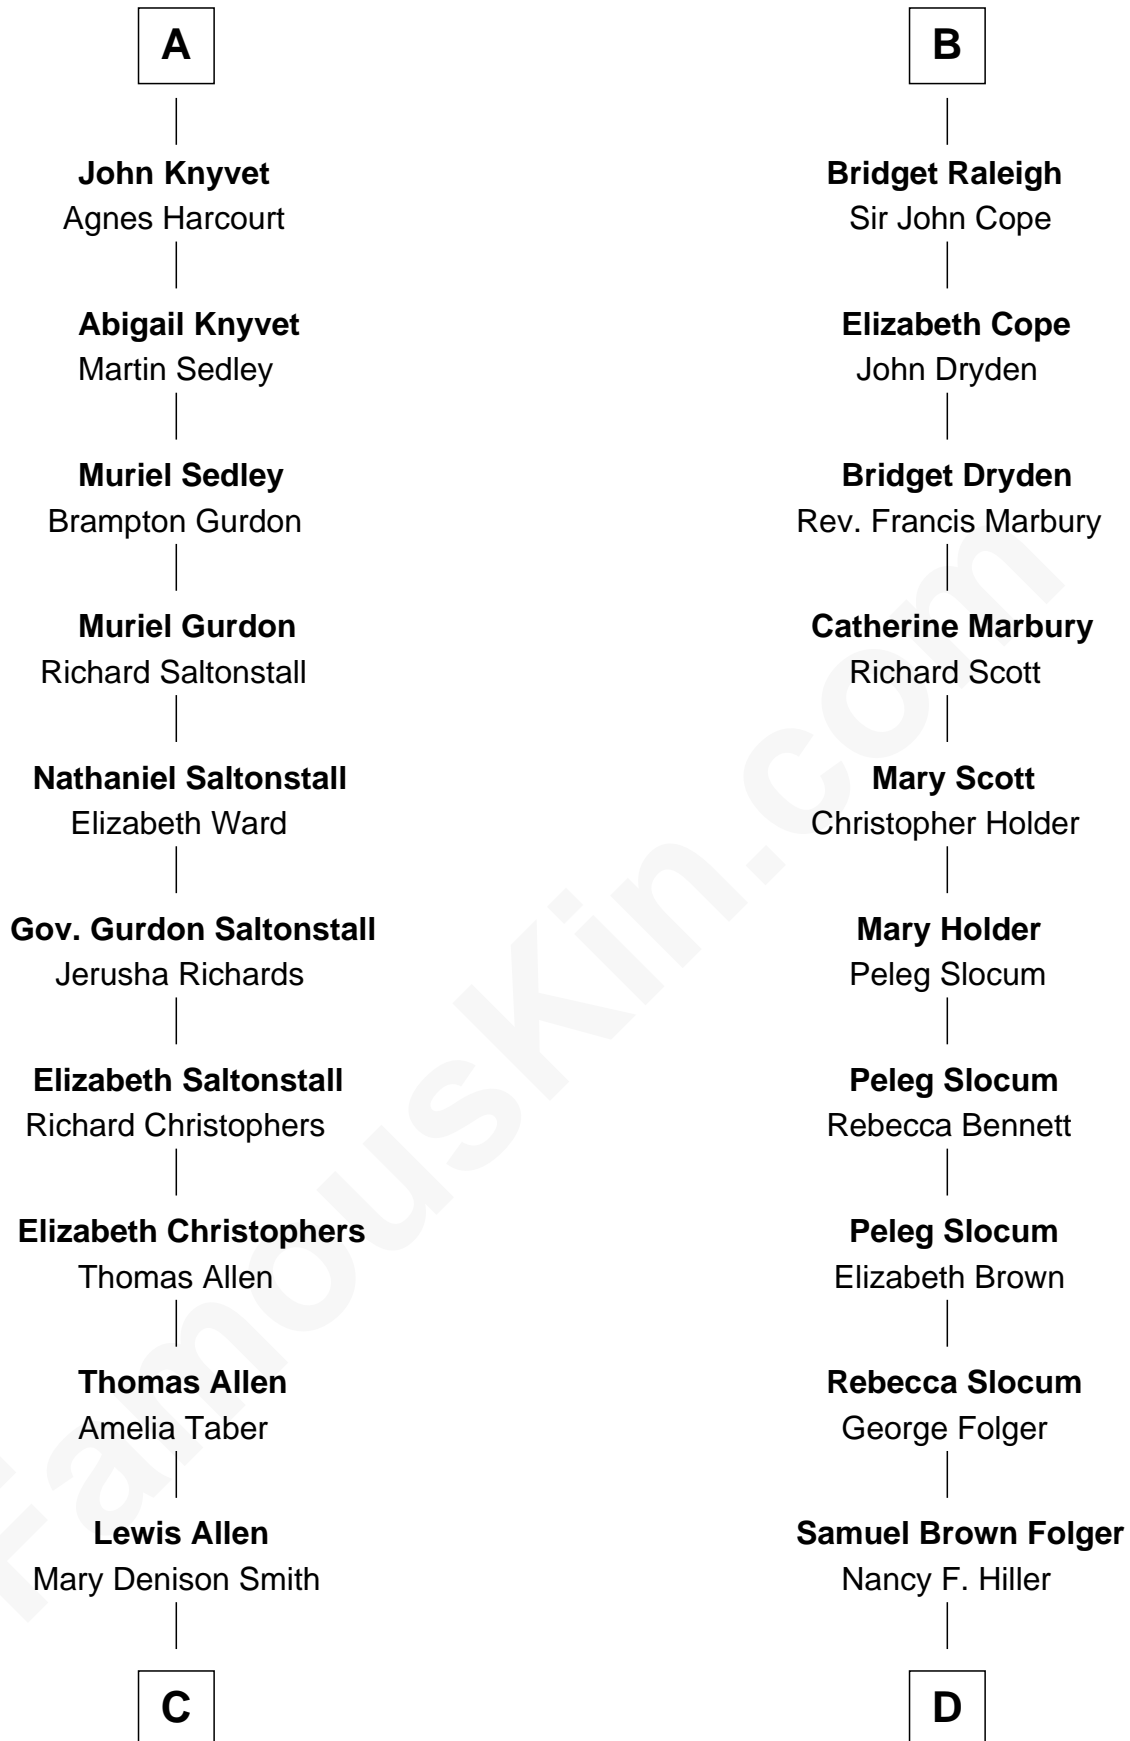 A
John Knyvet
Agnes Harcourt
Abigail Knyvet
Martin Sedley
Muriel Sedley
Brampton Gurdon
Muriel Gurdon
Richard Saltonstall
Nathaniel Saltonstall
Elizabeth Ward
Gov. Gurdon Saltonstall
Jerusha Richards
Elizabeth Saltonstall
Richard Christophers
Elizabeth Christophers
Thomas Allen
Thomas Allen
Amelia Taber
Lewis Allen
Mary Denison Smith
C
B
Bridget Raleigh
Sir John Cope
Elizabeth Cope
John Dryden
Bridget Dryden
Rev. Francis Marbury
Catherine Marbury
Richard Scott
Mary Scott
Christopher Holder
Mary Holder
Peleg Slocum
Peleg Slocum
Rebecca Bennett
Peleg Slocum
Elizabeth Brown
Rebecca Slocum
George Folger
Samuel Brown Folger
Nancy F. Hiller
D
FamousKin.com